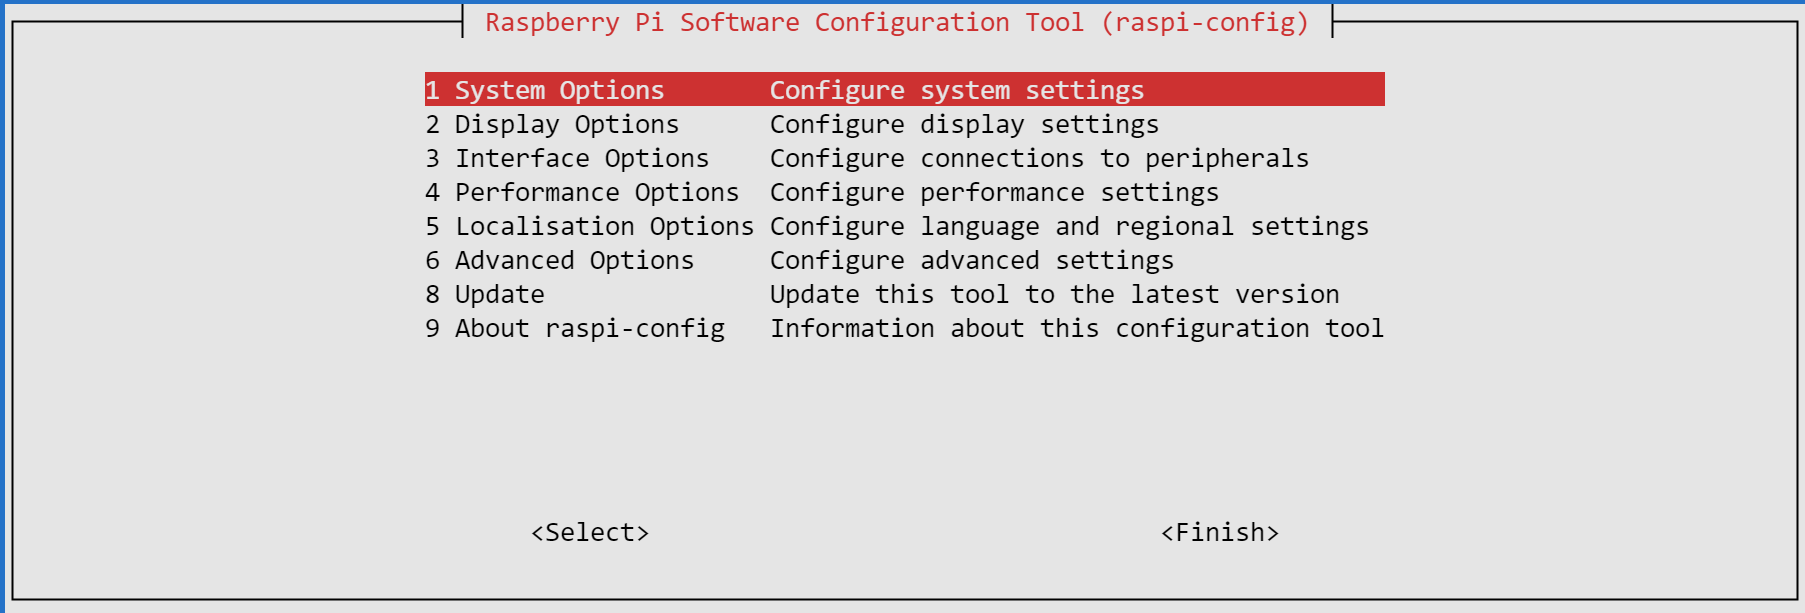 Raspberry Pi Software Configuration Tool (raspi-config)
1 System Options       Configure system settings
2 Display Options      Configure display settings
3 Interface Options    Configure connections to peripherals
4 Performance Options  Configure performance settings
5 Localisation Options Configure language and regional settings
6 Advanced Options     Configure advanced settings
8 Update               Update this tool to the latest version
9 About raspi-config   Information about this configuration tool
<Select>                                  <Finish>